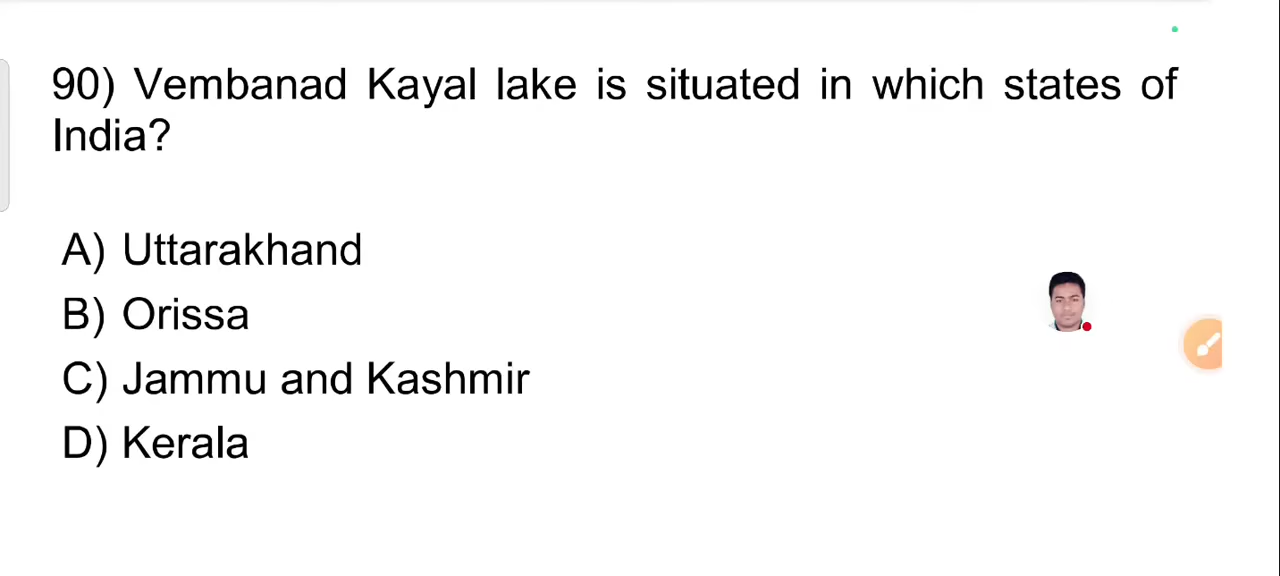 90) Vembanad Kayal lake is situated in which states of
India?
A) Uttarakhand
B) Orissa
C) Jammu and Kashmir
D) Kerala